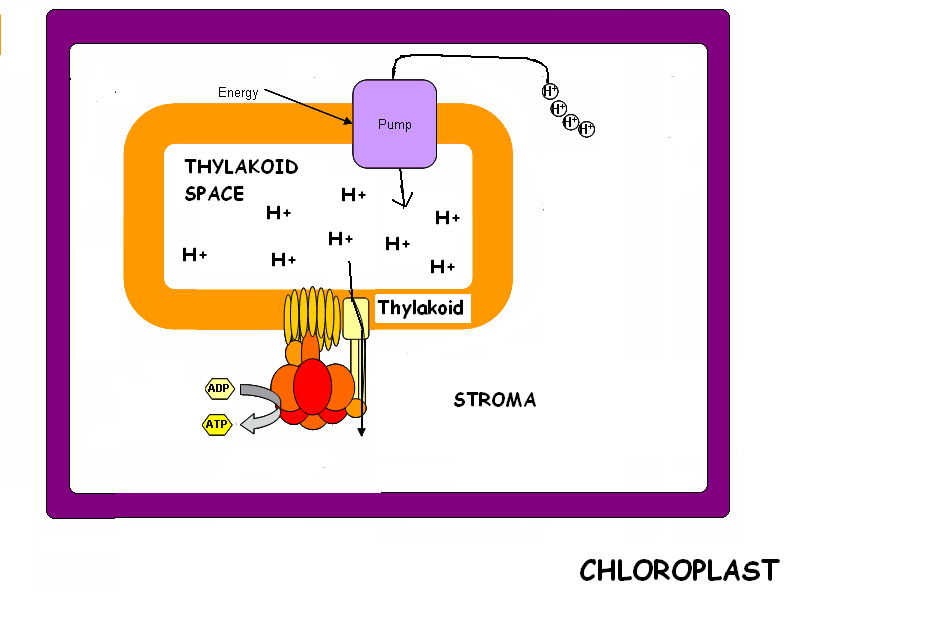 Energy
Pump
H+
H+
H+
H+
THYLAKOID
SPACE
H+
H+
H+
H+
H+
H+
H+
H+
Thylakoid
ADP
ATP
STROMA
CHLOROPLAST